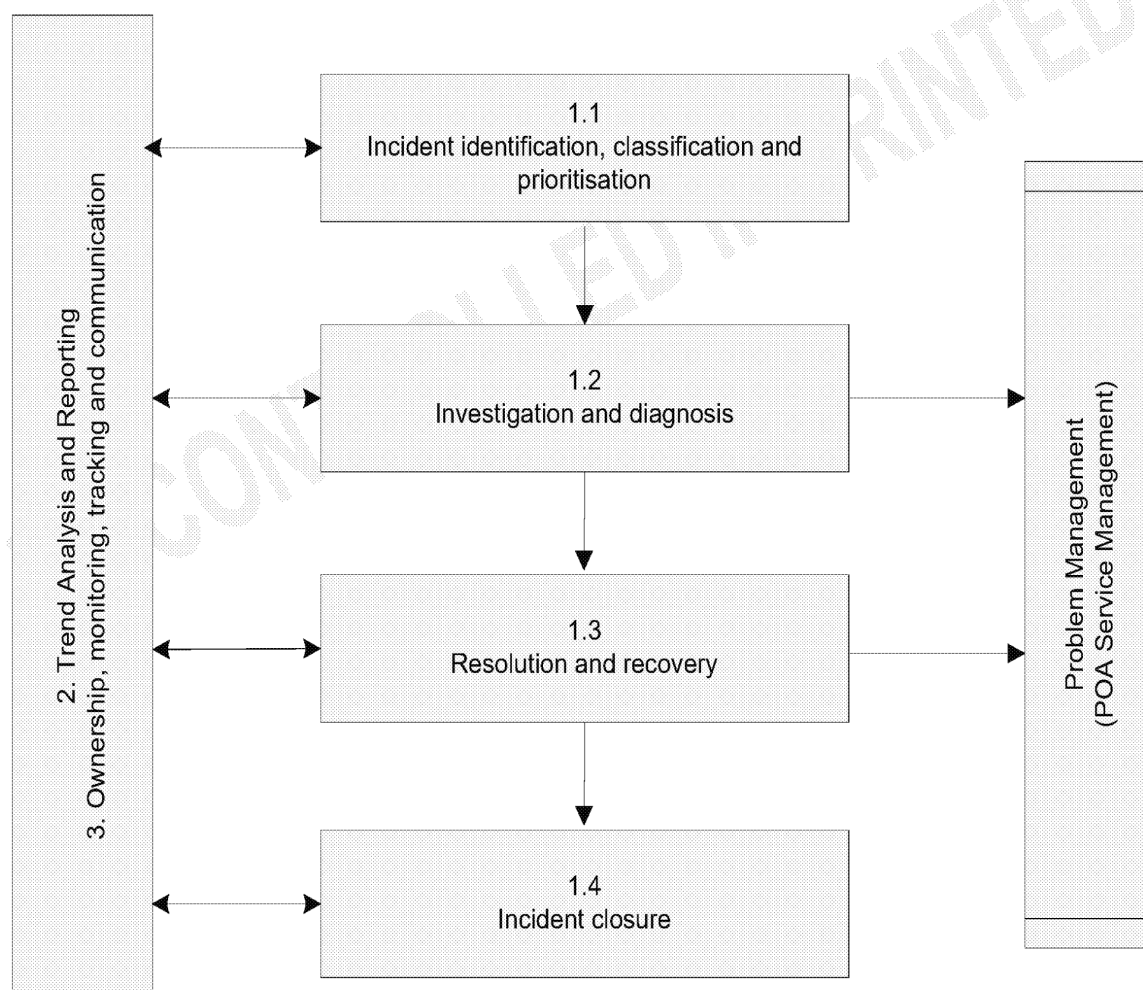 1.1
Incident identification, classification and
prioritisation
1.2
Investigation and diagnosis
1.3
Resolution and recovery
1.4
Incident closure
2. Trend Analysis and Reporting
3. Ownership, monitoring, tracking and communication
Problem Management
(POA Service Management)